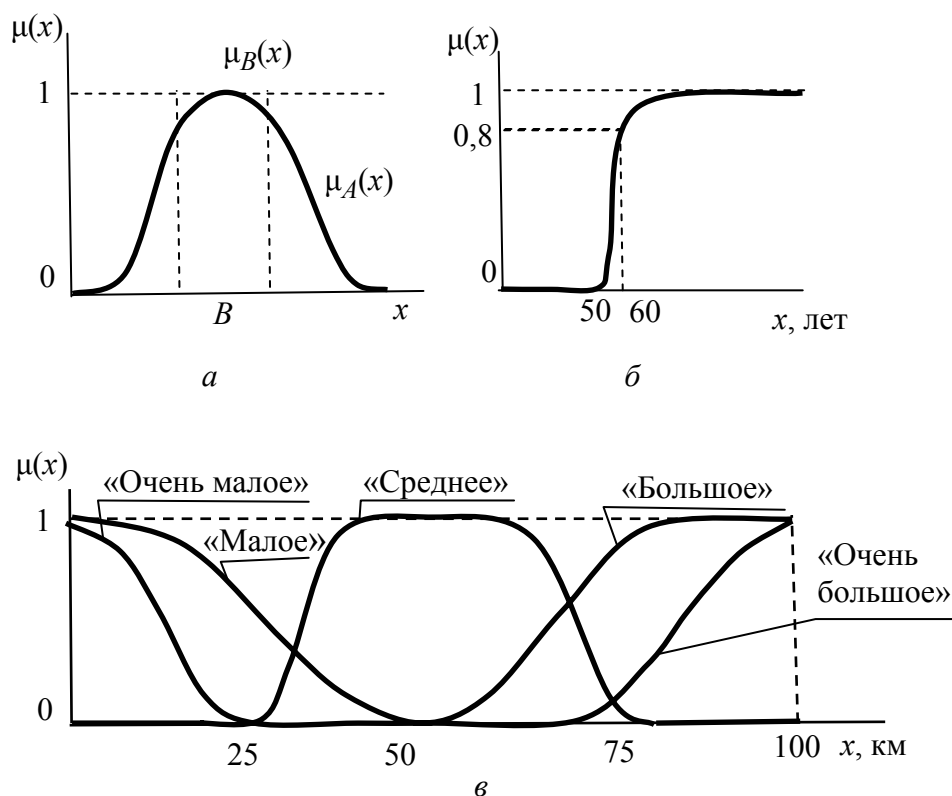 μ(x)
μB(x)
1
μA(x)
0
B
x
а
μ(x)
1
0,8
0
50 60
x, лет
б
μ(x)
«Очень малое»
«Среднее»
«Большое»
1
«Малое»
«Очень
большое»
0
25
50
75
100
x, км
в